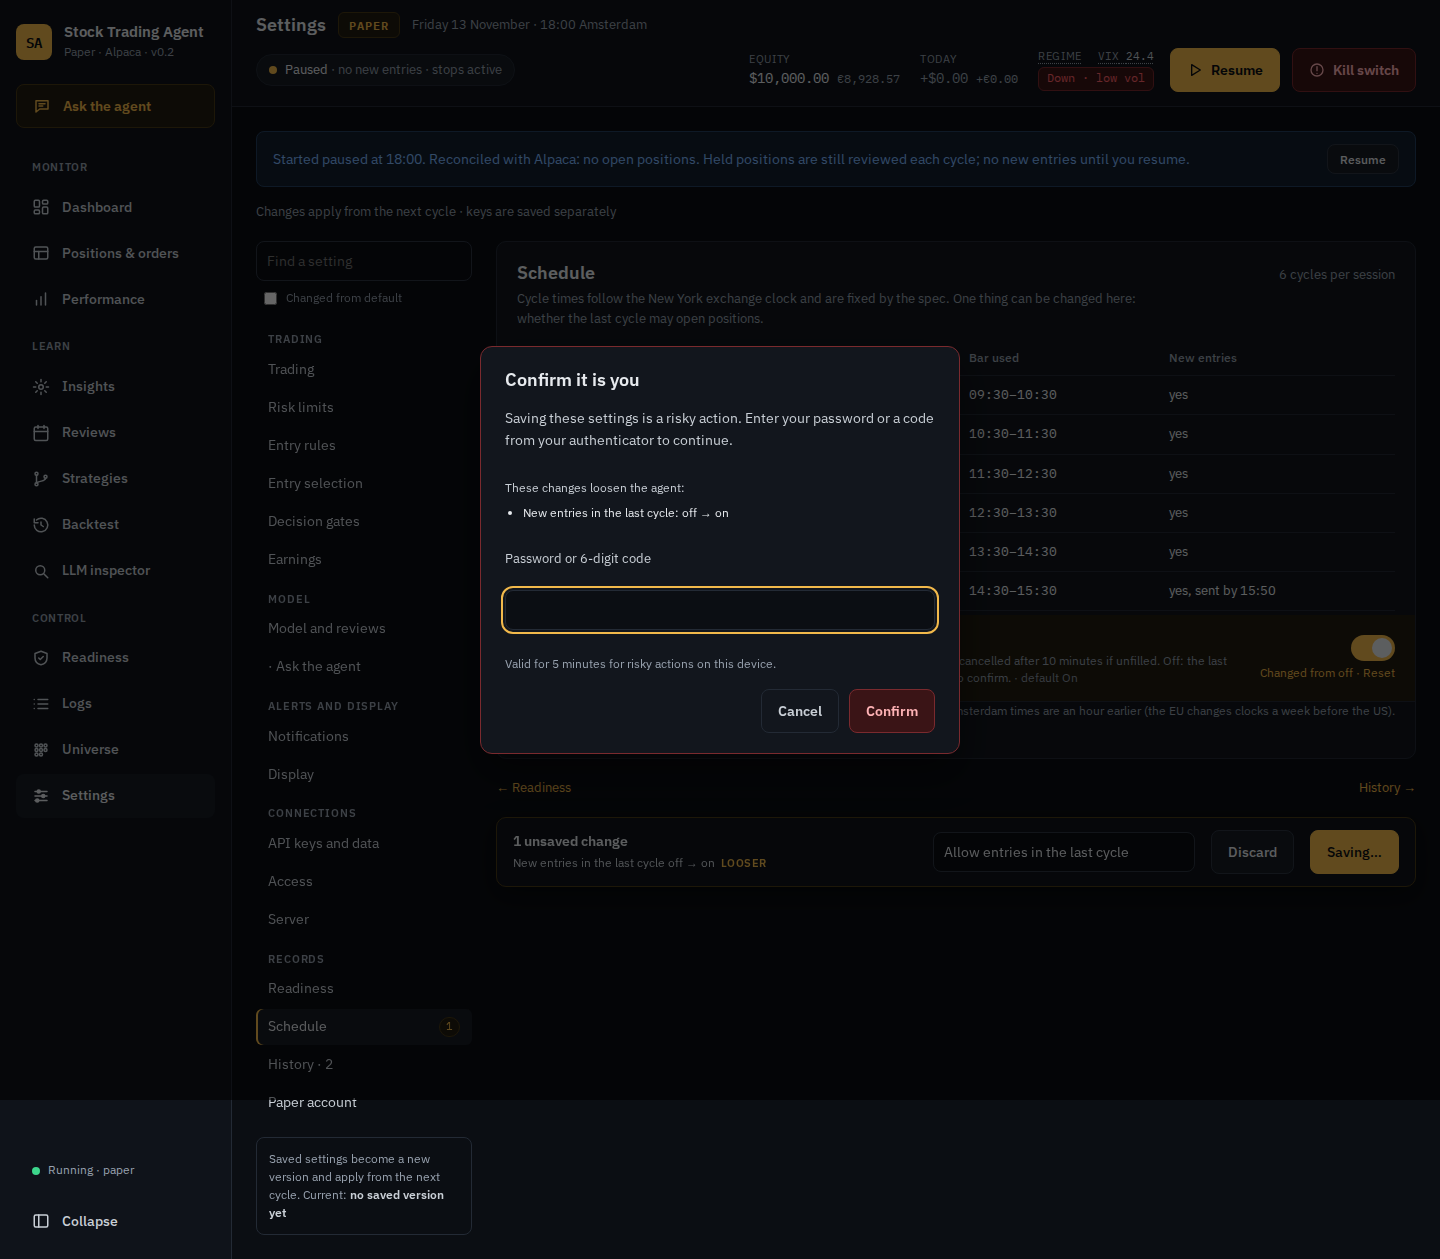 SA
Stock Trading Agent
Paper · Alpaca · v0.2
Ask the agent
MONITOR
Dashboard
Positions & orders
Performance
LEARN
Insights
Reviews
Strategies
Backtest
LLM inspector
CONTROL
Readiness
Logs
Universe
Settings
Running · paper
Collapse
Settings
PAPER
Friday 13 November · 18:00 Amsterdam
Paused · no new entries · stops active
EQUITY
$10,000.00 €8,928.57
TODAY
+$0.00 +€0.00
REGIME VIX 24.4
Down · low vol
Resume
Kill switch
Started paused at 18:00. Reconciled with Alpaca: no open positions. Held positions are still reviewed each cycle; no new entries until you resume.
Resume
Changes apply from the next cycle · keys are saved separately
Find a setting
Changed from default
TRADING
Trading
Risk limits
Entry rules
Entry selection
Decision gates
Earnings
MODEL
Model and reviews
· Ask the agent
ALERTS AND DISPLAY
Notifications
Display
CONNECTIONS
API keys and data
Access
Server
RECORDS
Readiness
Schedule 1
History · 2
Paper account
Saved settings become a new
version and apply from the next
cycle. Current: no saved version
yet
Schedule
6 cycles per session
Cycle times follow the New York exchange clock and are fixed by the spec. One thing can be changed here:
whether the last cycle may open positions.
Bar used New entries
09:30–10:30 yes
10:30–11:30 yes
11:30–12:30 yes
12:30–13:30 yes
13:30–14:30 yes
14:30–15:30 yes, sent by 15:50
cancelled after 10 minutes if unfilled. Off: the last
confirm. · default On
Changed from off · Reset
msterdam times are an hour earlier (the EU changes clocks a week before the US).
Confirm it is you
Saving these settings is a risky action. Enter your password or a code
from your authenticator to continue.
These changes loosen the agent:
• New entries in the last cycle: off → on
Password or 6-digit code
Valid for 5 minutes for risky actions on this device.
Cancel
Confirm
← Readiness
History →
1 unsaved change
New entries in the last cycle off → on LOOSER
Allow entries in the last cycle
Discard
Saving…